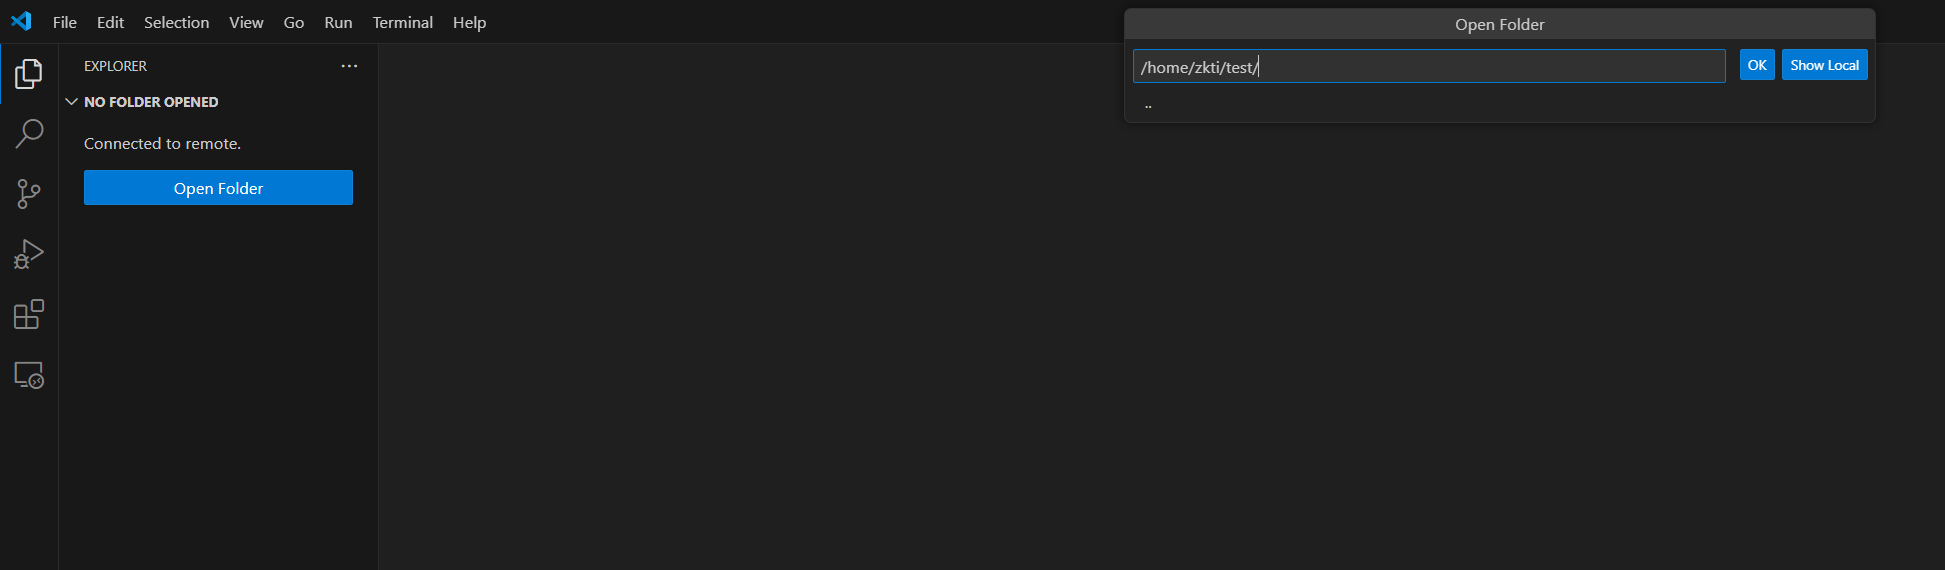 File Edit Selection View Go Run Terminal Help
Open Folder
/home/zkti/test/
OK Show Local
..
EXPLORER
NO FOLDER OPENED
Connected to remote.
Open Folder